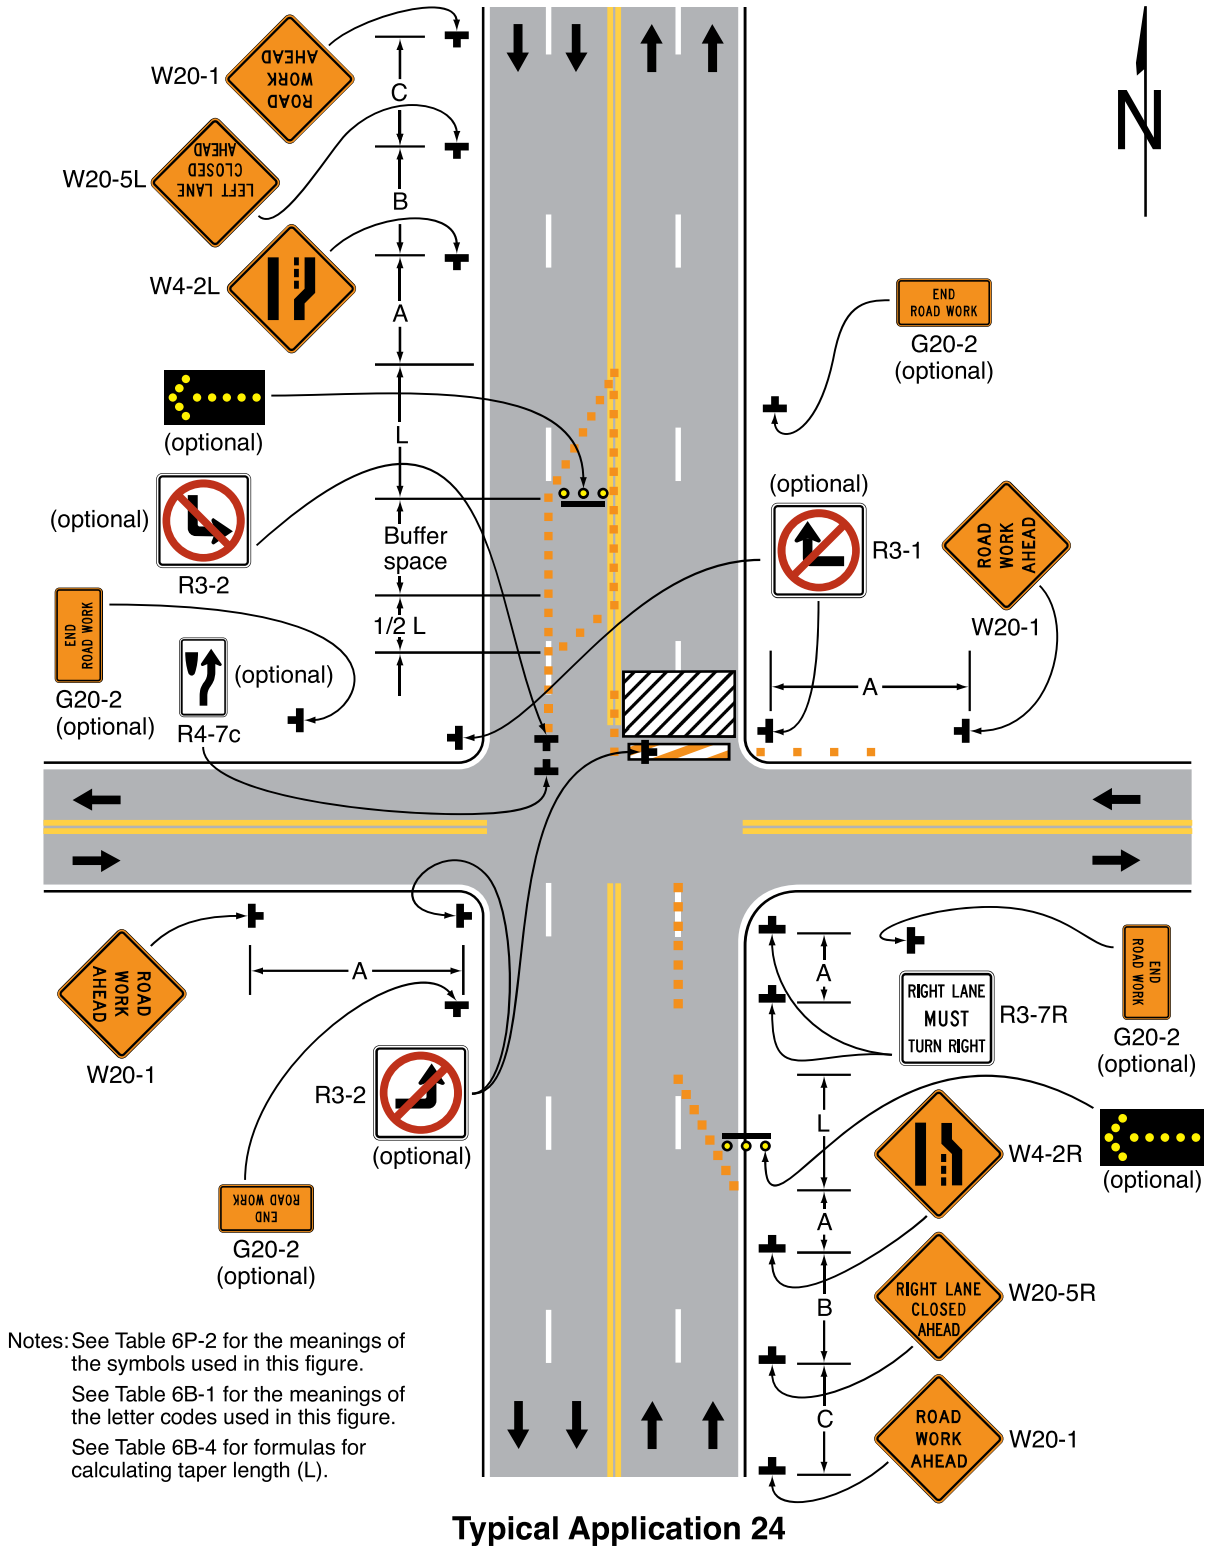 ROAD
WORK
AHEAD
W20-1
C
N
LEFT LANE
CLOSED
AHEAD
W20-5L
B
W4-2L
A
END
ROAD WORK
G20-2
(optional)
(optional)
L
(optional)
R3-2
Buffer
space
(optional)
R3-1
ROAD
WORK
AHEAD
W20-1
END
ROAD WORK
G20-2
(optional)
1/2 L
(optional)
R4-7c
A
ROAD
WORK
AHEAD
W20-1
A
A
END
ROAD WORK
G20-2
(optional)
RIGHT LANE
MUST
TURN RIGHT
R3-7R
R3-2
(optional)
L
W4-2R
(optional)
END
ROAD WORK
G20-2
(optional)
A
B
RIGHT LANE
CLOSED
AHEAD
W20-5R
C
ROAD
WORK
AHEAD
W20-1
Notes: See Table 6P-2 for the meanings of
the symbols used in this figure.
See Table 6B-1 for the meanings of
the letter codes used in this figure.
See Table 6B-4 for formulas for
calculating taper length (L).
Typical Application 24